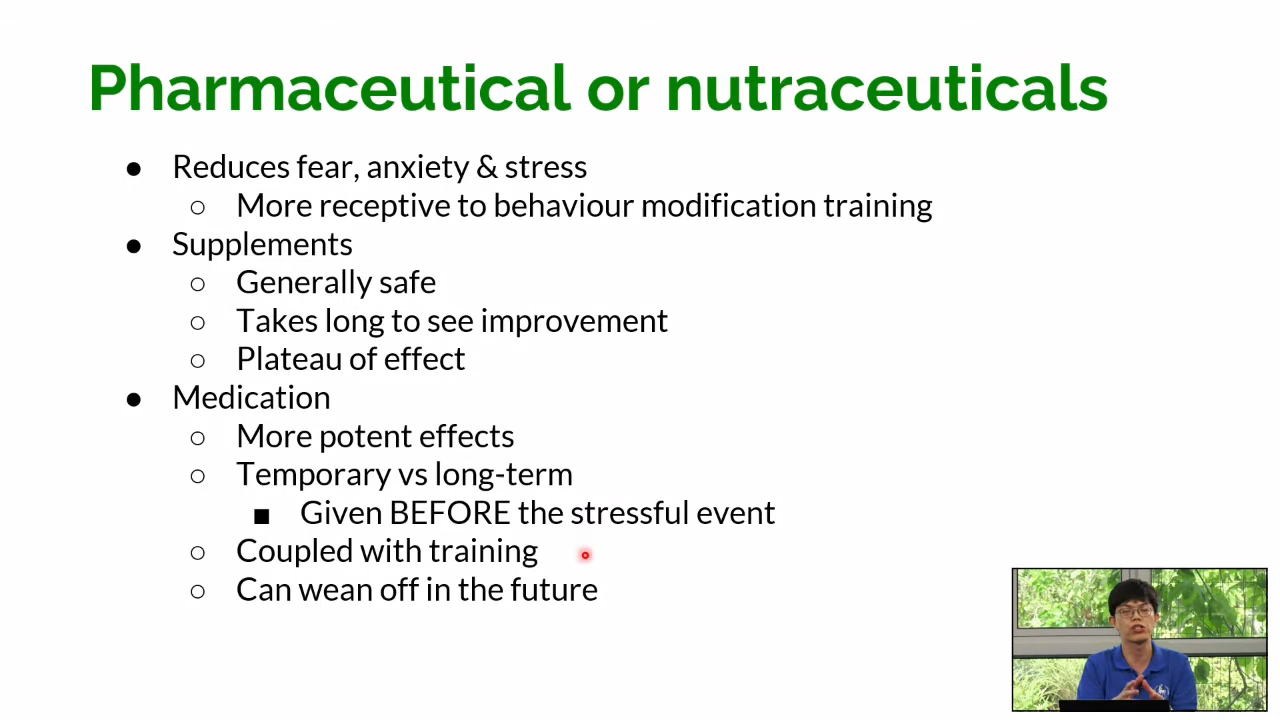 Pharmaceutical or nutraceuticals
● Reduces fear, anxiety & stress
○ More receptive to behaviour modification training
● Supplements
○ Generally safe
○ Takes long to see improvement
○ Plateau of effect
● Medication
○ More potent effects
○ Temporary vs long-term
■ Given BEFORE the stressful event
○ Coupled with training
○ Can wean off in the future